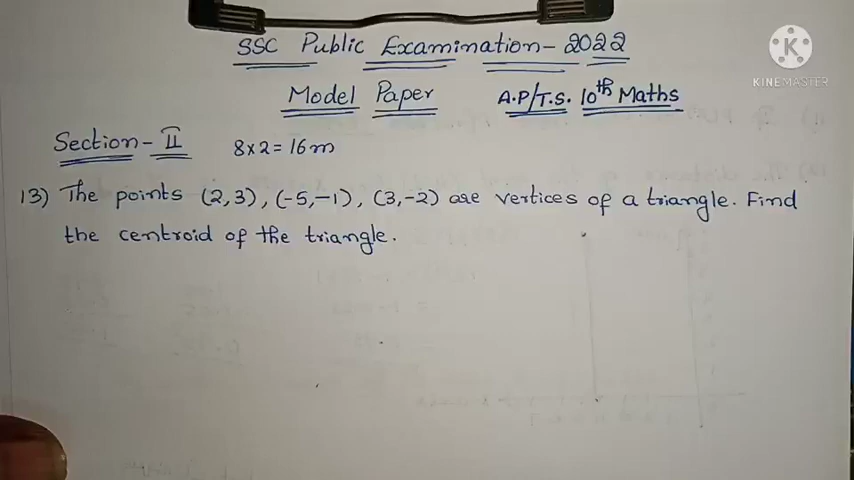 SSC Public Examination - 2022
KINEMASTER
Model Paper A.P/T.S. 10th Maths
Section - II 8x2 = 16m
13) The points (2,3), (-5,-1), (3,-2) are vertices of a triangle. Find
the centroid of the triangle.